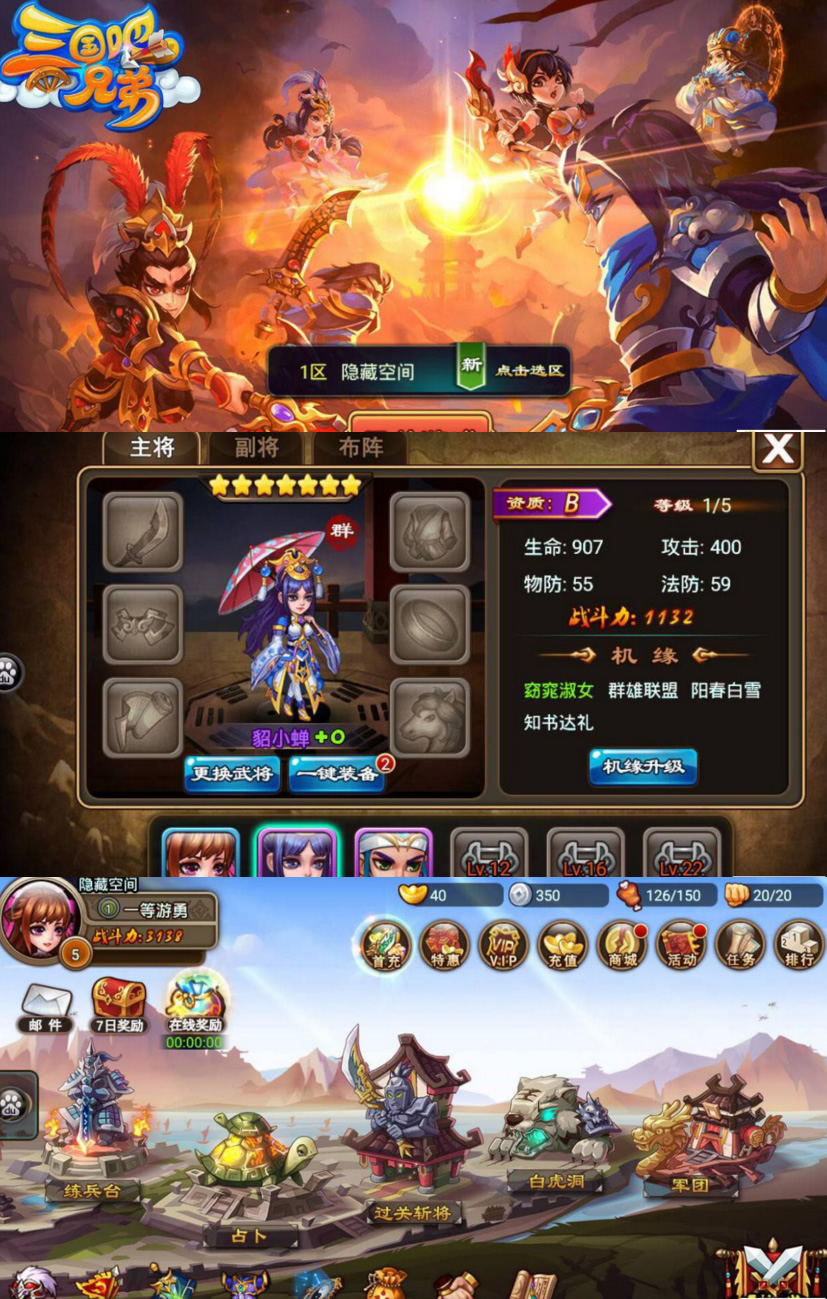 三国吧
兄弟
1区 隐藏空间 新 点击选区
主将 副将 布阵
X
群
资质: B 等级 1/5
生命: 907 攻击: 400
物防: 55 法防: 59
战斗力: 1132
机缘
窈窕淑女 群雄联盟 阳春白雪
知书达礼
貂小蝉 +0
更换武将 一键装备 2
机缘升级
Lv.12 Lv.16 Lv.22
du
隐藏空间
1 一等游勇
战斗力: 3138
5
40 350 126/150 20/20
首充 特惠 VIP V.I.P 充值 商城 活动 任务 排行
邮件 7日奖励 在线奖励
00:00:00
du
练兵台 占卜 过关斩将 白虎洞 军团